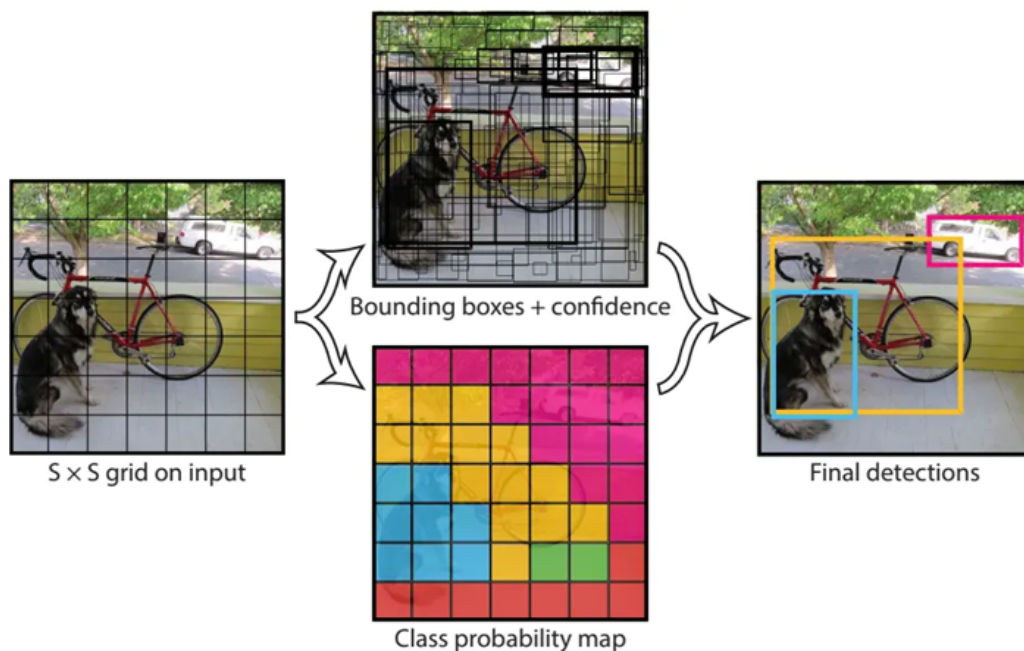 S × S grid on input
Bounding boxes + confidence
Class probability map
Final detections